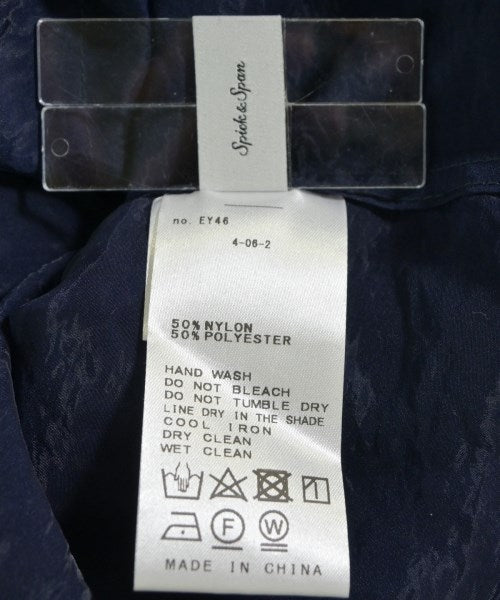 Spick & Span
no. EY46
4-06-2
50% NYLON
50% POLYESTER
HAND WASH
DO NOT BLEACH
DO NOT TUMBLE DRY
LINE DRY IN THE SHADE
COOL IRON
DRY CLEAN
WET CLEAN
F W
MADE IN CHINA